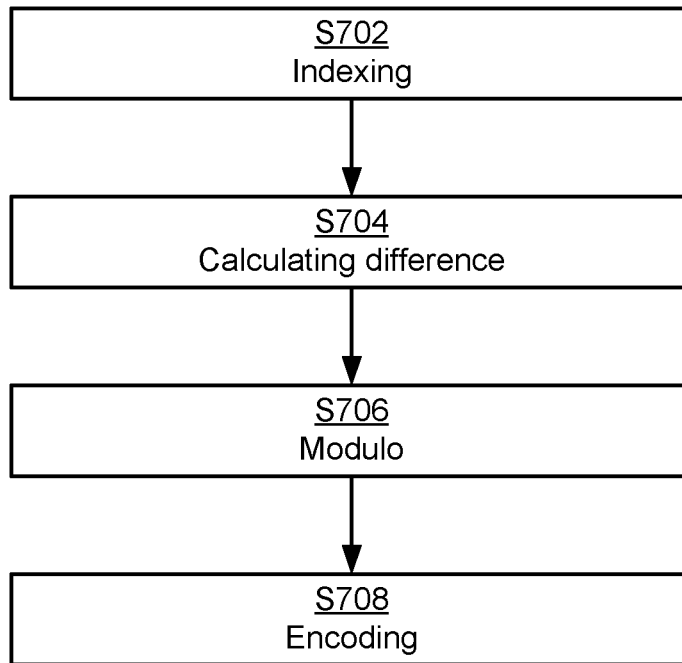 S702
Indexing
S704
Calculating difference
S706
Modulo
S708
Encoding